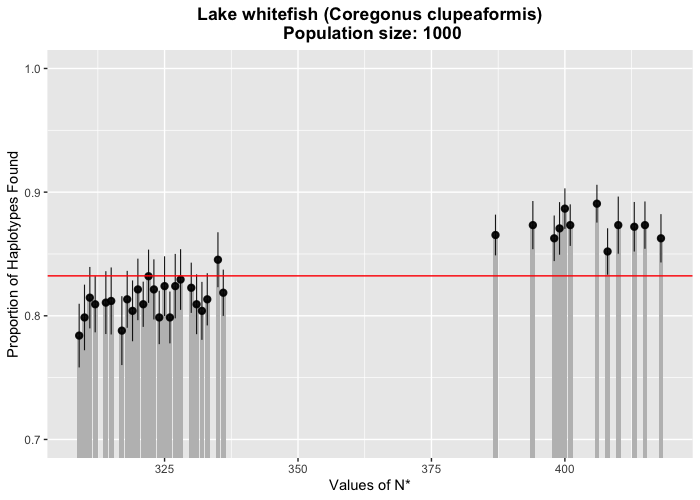 Lake whitefish (Coregonus clupeaformis)
Population size: 1000
1.0
0.9
0.8
0.7
Proportion of Haplotypes Found
325
350
375
400
Values of N*